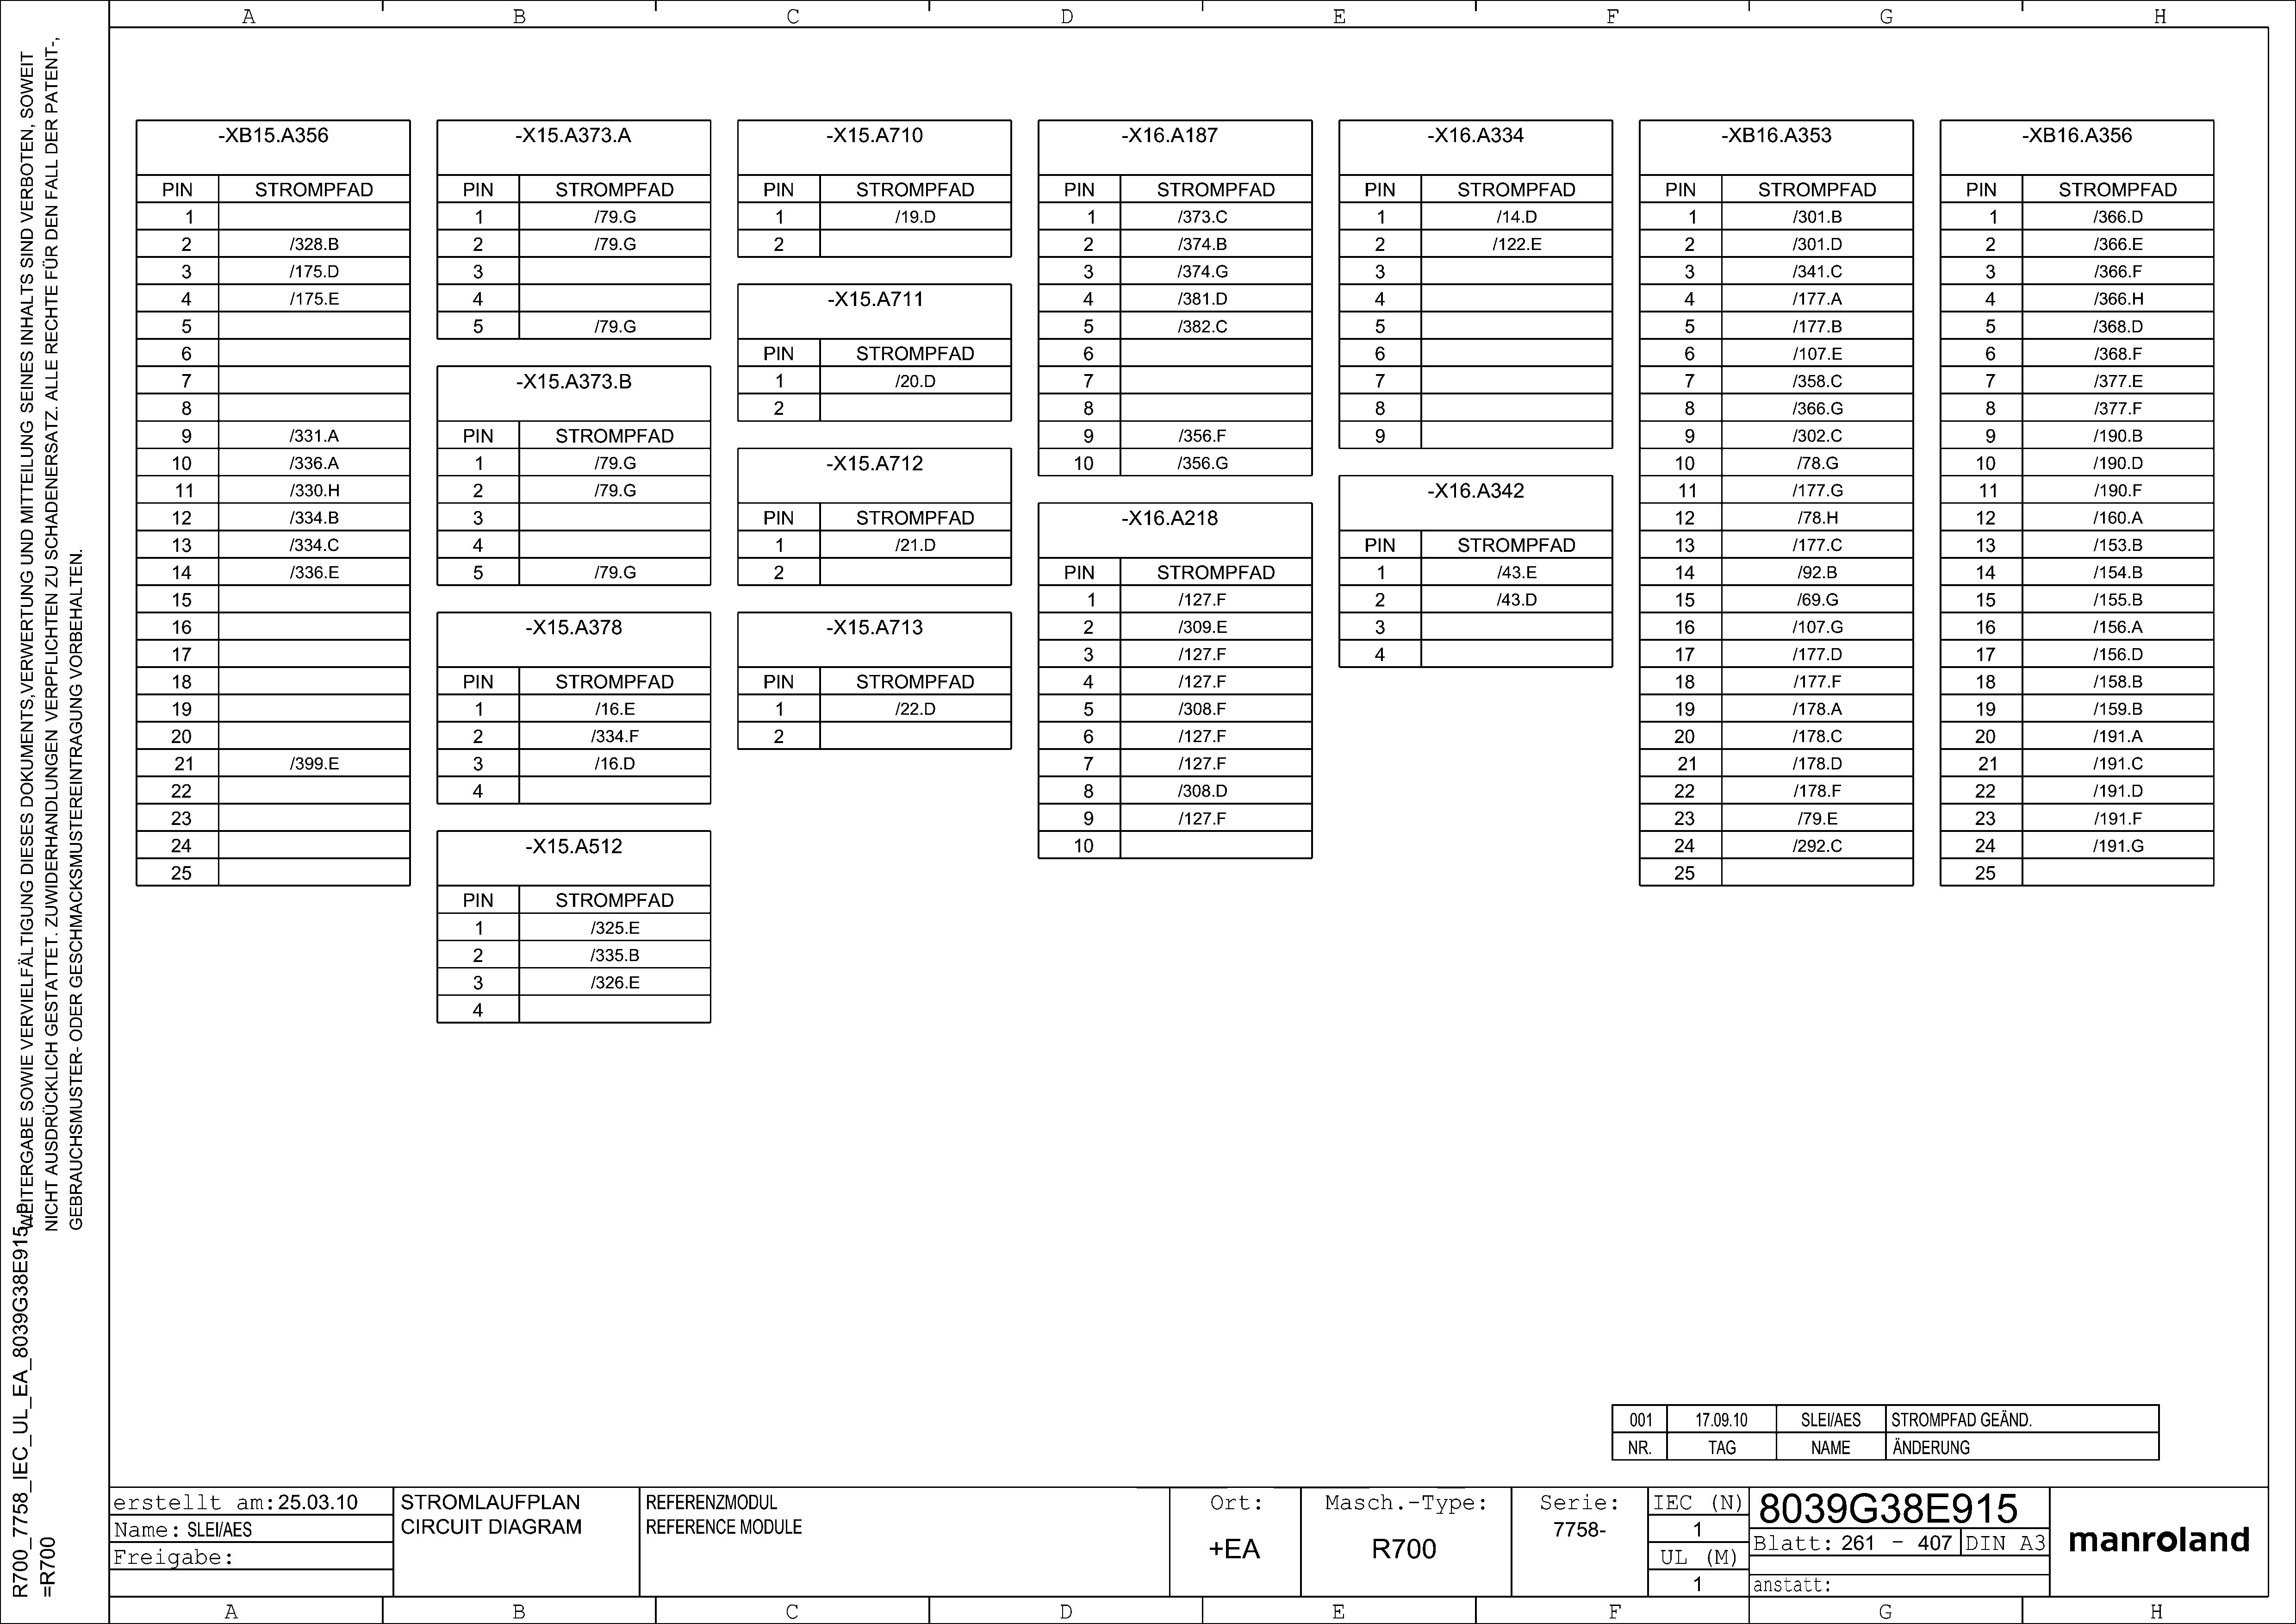 A B C D E F G H
WEITERGABE SOWIE VERVIELFÄLTIGUNG DIESES DOKUMENTS,VERWERTUNG UND MITTEILUNG SEINES INHALTS SIND VERBOTEN, SOWEIT
NICHT AUSDRÜCKLICH GESTATTET. ZUWIDERHANDLUNGEN VERPFLICHTEN ZU SCHADENERSATZ. ALLE RECHTE FÜR DEN FALL DER PATENT-,
GEBRAUCHSMUSTER- ODER GESCHMACKSMUSTEREINTRAGUNG VORBEHALTEN.
=R700
-XB15.A356
PIN STROMPFAD
1
2 /328.B
3 /175.D
4 /175.E
5
6
7
8
9 /331.A
10 /336.A
11 /330.H
12 /334.B
13 /334.C
14 /336.E
15
16
17
18
19
20
21 /399.E
22
23
24
25
-X15.A373.A
PIN STROMPFAD
1 /79.G
2 /79.G
3
4
5 /79.G
-X15.A373.B
PIN STROMPFAD
1 /79.G
2 /79.G
3
4
5 /79.G
-X15.A378
PIN STROMPFAD
1 /16.E
2 /334.F
3 /16.D
4
-X15.A512
PIN STROMPFAD
1 /325.E
2 /335.B
3 /326.E
4
-X15.A710
PIN STROMPFAD
1 /19.D
2
-X15.A711
PIN STROMPFAD
1 /20.D
2
-X15.A712
PIN STROMPFAD
1 /21.D
2
-X15.A713
PIN STROMPFAD
1 /22.D
2
-X16.A187
PIN STROMPFAD
1 /373.C
2 /374.B
3 /374.G
4 /381.D
5 /382.C
6
7
8
9 /356.F
10 /356.G
-X16.A218
PIN STROMPFAD
1 /127.F
2 /309.E
3 /127.F
4 /127.F
5 /308.F
6 /127.F
7 /127.F
8 /308.D
9 /127.F
10
-X16.A334
PIN STROMPFAD
1 /14.D
2 /122.E
3
4
5
6
7
8
9
-X16.A342
PIN STROMPFAD
1 /43.E
2 /43.D
3
4
-XB16.A353
PIN STROMPFAD
1 /301.B
2 /301.D
3 /341.C
4 /177.A
5 /177.B
6 /107.E
7 /358.C
8 /366.G
9 /302.C
10 /78.G
11 /177.G
12 /78.H
13 /177.C
14 /92.B
15 /69.G
16 /107.G
17 /177.D
18 /177.F
19 /178.A
20 /178.C
21 /178.D
22 /178.F
23 /79.E
24 /292.C
25
-XB16.A356
PIN STROMPFAD
1 /366.D
2 /366.E
3 /366.F
4 /366.H
5 /368.D
6 /368.F
7 /377.E
8 /377.F
9 /190.B
10 /190.D
11 /190.F
12 /160.A
13 /153.B
14 /154.B
15 /155.B
16 /156.A
17 /156.D
18 /158.B
19 /159.B
20 /191.A
21 /191.C
22 /191.D
23 /191.F
24 /191.G
25
001 17.09.10 SLEI/AES STROMPFAD GEÄND.
NR. TAG NAME ÄNDERUNG
erstellt am: 25.03.10
Name: SLEI/AES
Freigabe:
STROMLAUFPLAN
CIRCUIT DIAGRAM
REFERENZMODUL
REFERENCE MODULE
Ort:
+EA
Masch.-Type:
R700
Serie:
7758-
IEC (N)
1
UL (M)
1
8039G38E915
Blatt: 261 - 407 DIN A3
anstatt:
manroland
A B C D E F G H